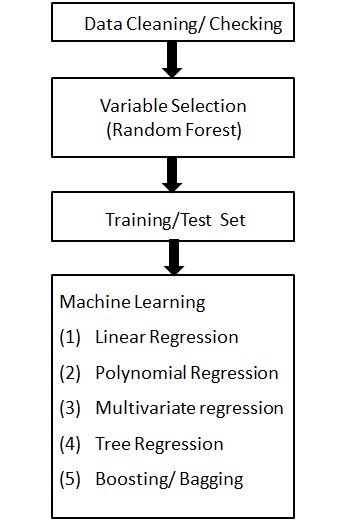 Data Cleaning/ Checking
Variable Selection
(Random Forest)
Training/Test Set
Machine Learning
(1) Linear Regression
(2) Polynomial Regression
(3) Multivariate regression
(4) Tree Regression
(5) Boosting/ Bagging